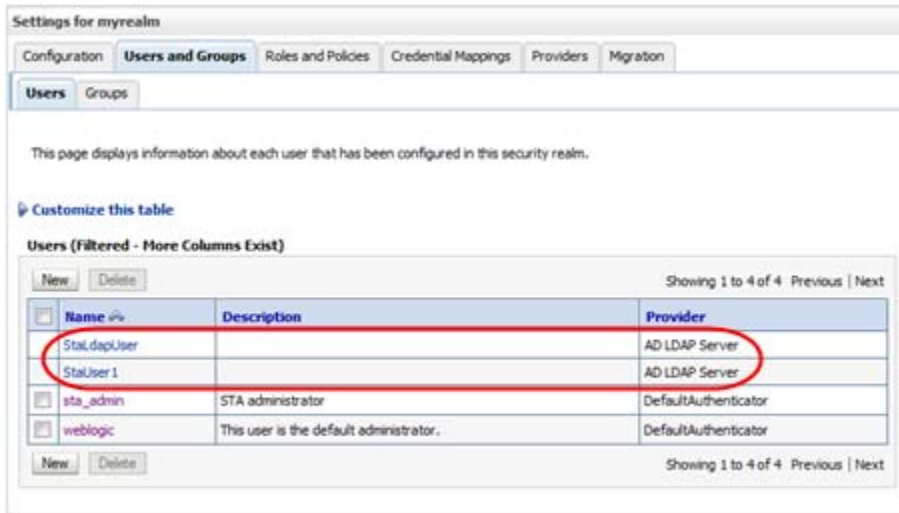 Settings for myrealm
Configuration Users and Groups Roles and Policies Credential Mappings Providers Migration
Users Groups
This page displays information about each user that has been configured in this security realm.
Customize this table
Users (Filtered - More Columns Exist)
New Delete Showing 1 to 4 of 4 Previous | Next
Name Description Provider
StaLdapUser AD LDAP Server
StaUser1 AD LDAP Server
sta_admin STA administrator DefaultAuthenticator
weblogic This user is the default administrator. DefaultAuthenticator
New Delete Showing 1 to 4 of 4 Previous | Next